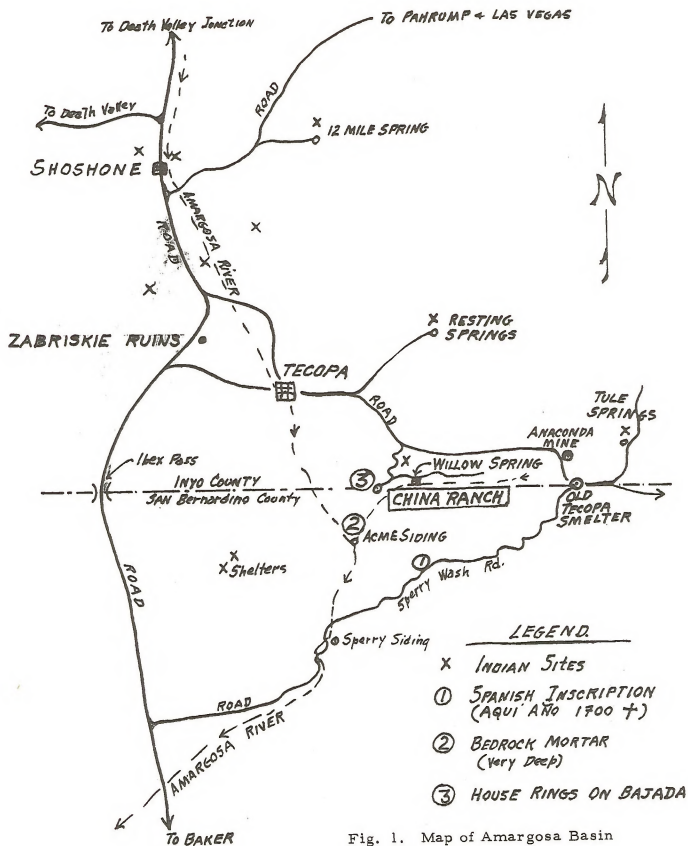 To Death Valley Junction
To PAHRUMP & LAS VEGAS
To Death Valley
ROAD
X
12 MILE SPRING
X X
SHOSHONE
N
AMARGOSA RIVER
ROAD
X
X
X
ZABRISKIE RUINS
X RESTING
SPRINGS
TECOPA
ROAD
TULE
SPRINGS
X
ANACONDA
MINE
Ibex Pass
X
WILLOW SPRING
INYO COUNTY
SAN Bernardino County
3
CHINA RANCH
OLD
TECOPA
SMELTER
2
ACME SIDING
X
X Shelters
1
Sperry Wash Rd.
ROAD
Sperry Siding
ROAD
AMARGOSA RIVER
To BAKER
LEGEND.
X INDIAN SITES
1 SPANISH INSCRIPTION
(AQUI AÑO 1700 +)
2 BEDROCK MORTAR
(Very Deep)
3 HOUSE RINGS ON BAJADA
Fig. 1. Map of Amargosa Basin